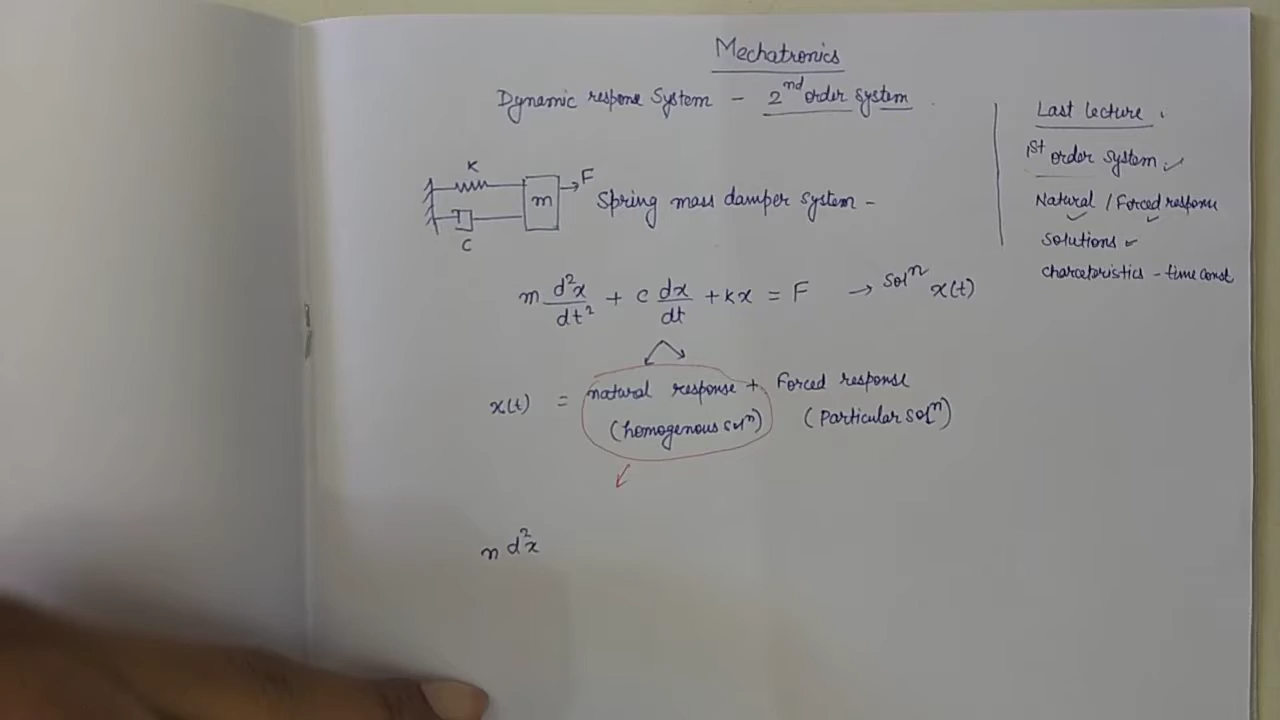 Mechatronics
Dynamic response System - 2nd order system
Last lecture.
1st order system ✓
Natural / Forced response
Solutions ✓
charcetoristics - time const
K
m
F
C
Spring mass damper system -
m d²x/dt² + c dx/dt + kx = F → Solⁿ x(t)
x(t) = natural response + Forced response
(homogenous solⁿ) (Particular solⁿ)
m d²x